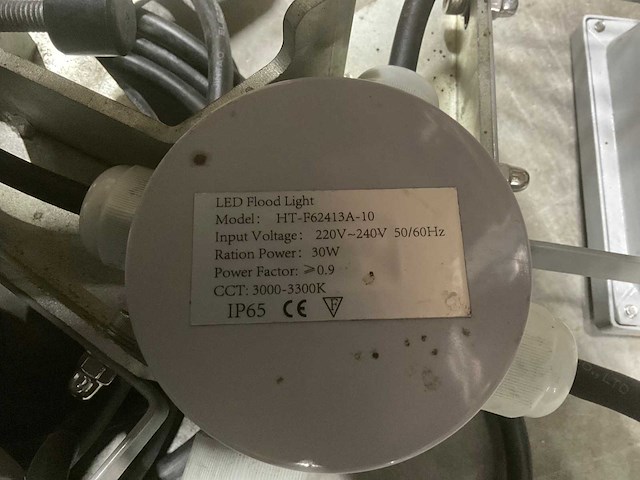 LED Flood Light
Model: HT-F62413A-10
Input Voltage: 220V~240V 50/60Hz
Ration Power: 30W
Power Factor: ≥0.9
CCT: 3000-3300K
IP65 CE F